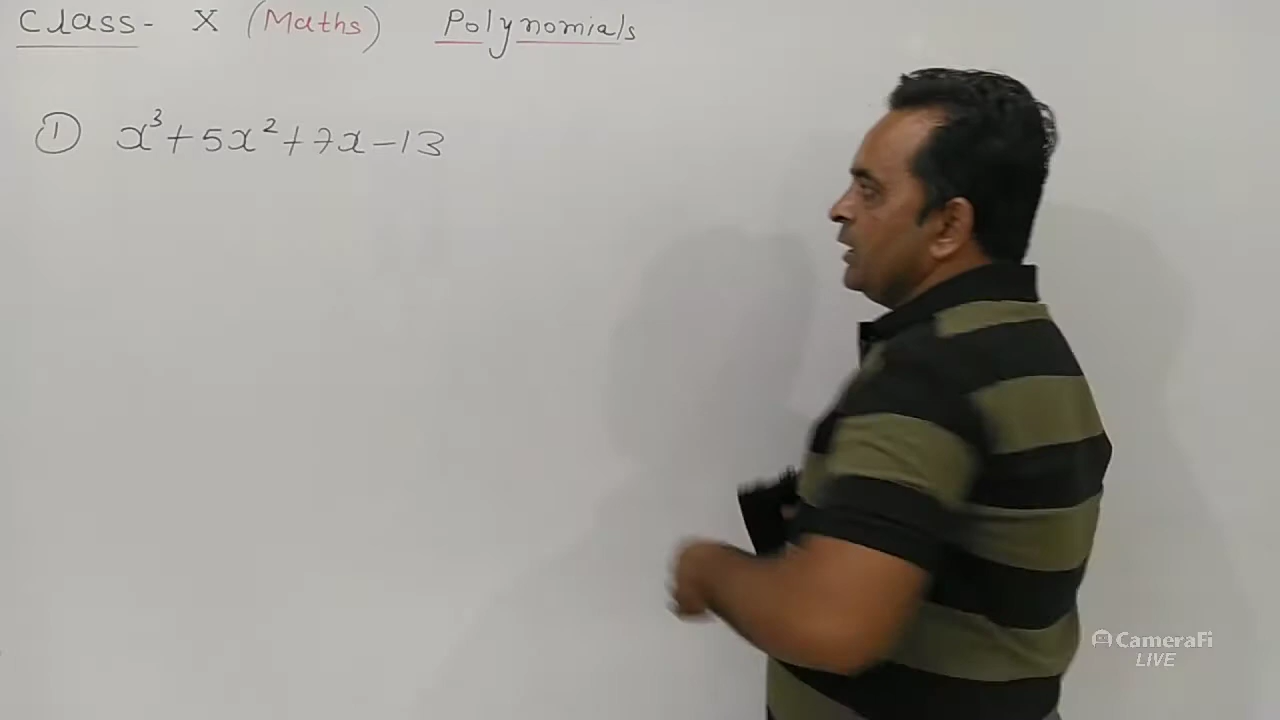 Class- X (Maths) Polynomials
① x³+5x²+7x-13
CameraFi
LIVE